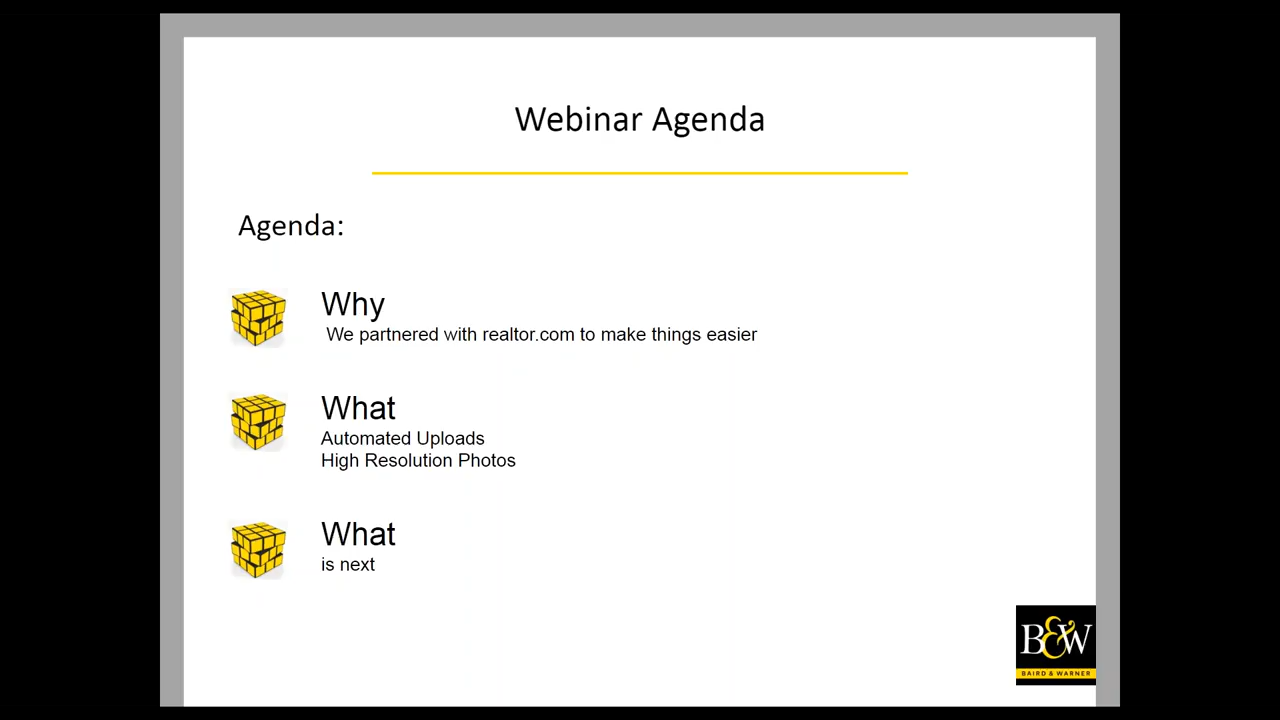 Webinar Agenda
Agenda:
Why
We partnered with realtor.com to make things easier
What
Automated Uploads
High Resolution Photos
What
is next
B&W
BAIRD & WARNER